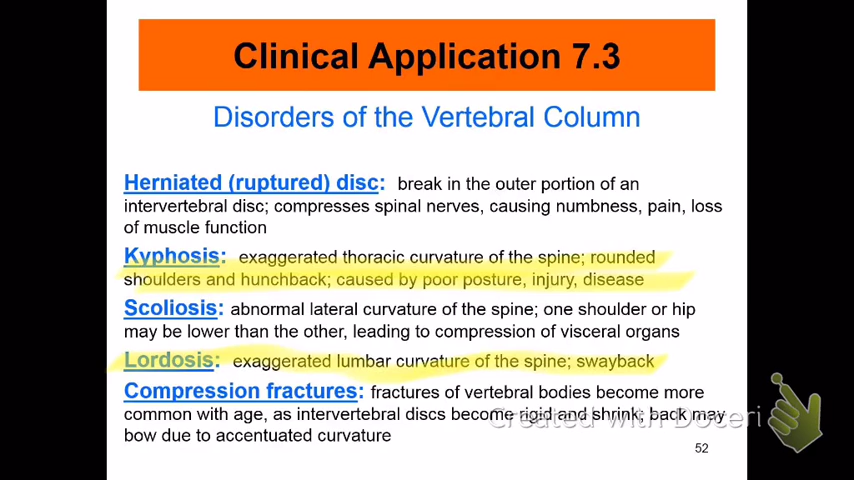 Clinical Application 7.3
Disorders of the Vertebral Column
Herniated (ruptured) disc: break in the outer portion of an
intervertebral disc; compresses spinal nerves, causing numbness, pain, loss
of muscle function
Kyphosis: exaggerated thoracic curvature of the spine; rounded
shoulders and hunchback; caused by poor posture, injury, disease
Scoliosis: abnormal lateral curvature of the spine; one shoulder or hip
may be lower than the other, leading to compression of visceral organs
Lordosis: exaggerated lumbar curvature of the spine; swayback
Compression fractures: fractures of vertebral bodies become more
common with age, as intervertebral discs become rigid and shrink; back may
bow due to accentuated curvature
Created with Doceri
52